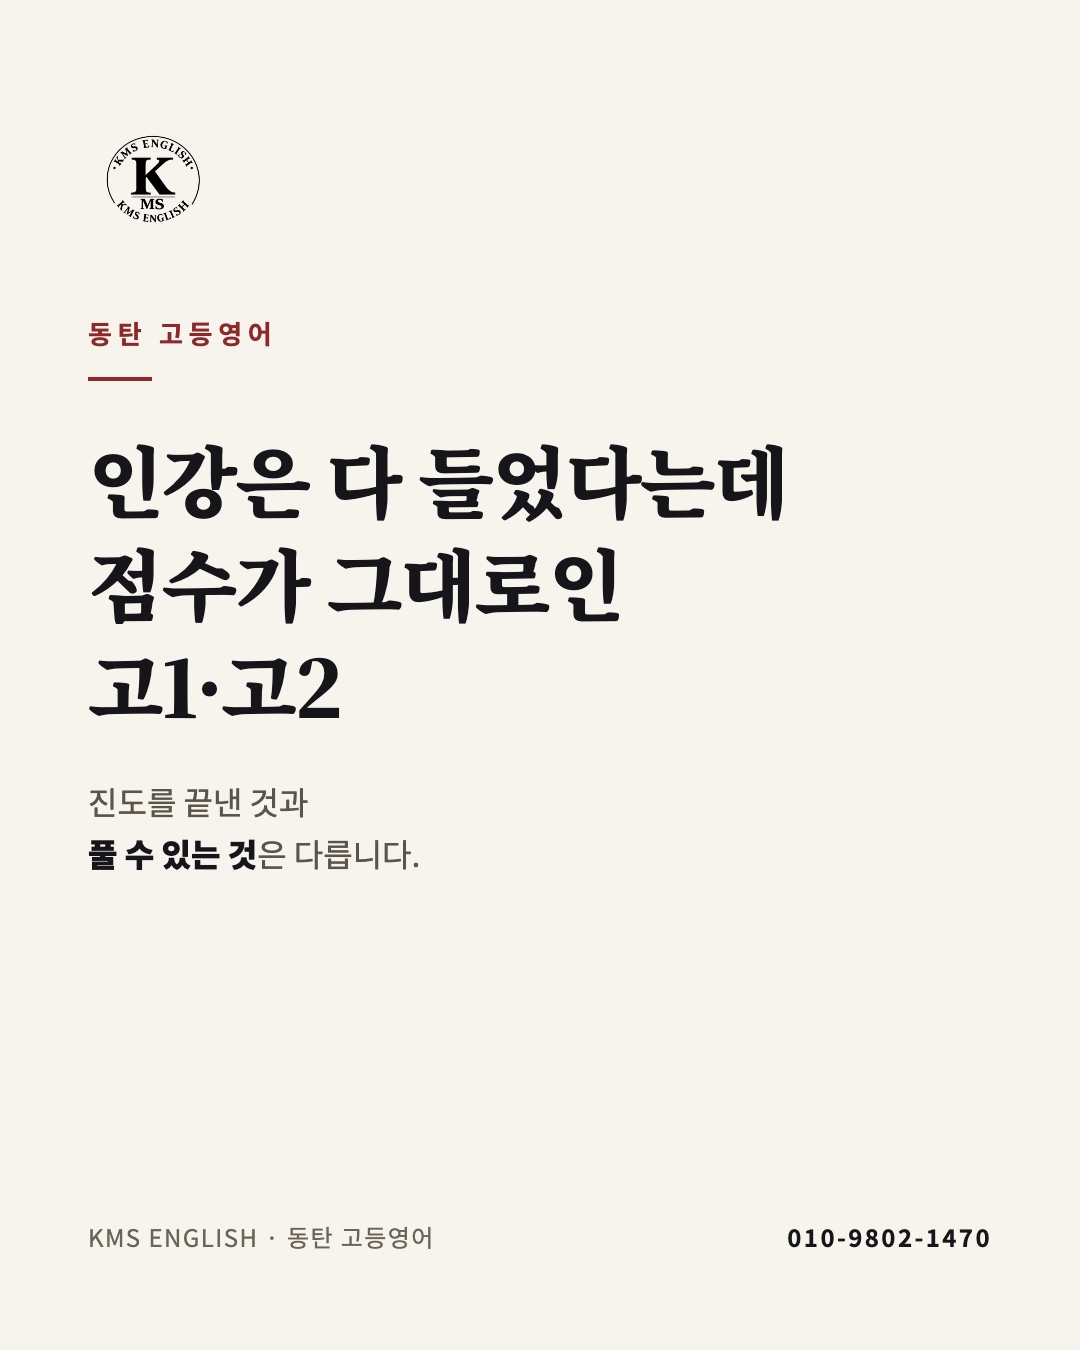 KMS ENGLISH
K
MS
KMS ENGLISH
동탄 고등영어
인강은 다 들었다는데
점수가 그대로인
고1·고2
진도를 끝낸 것과
풀 수 있는 것은 다릅니다.
KMS ENGLISH · 동탄 고등영어
010-9802-1470